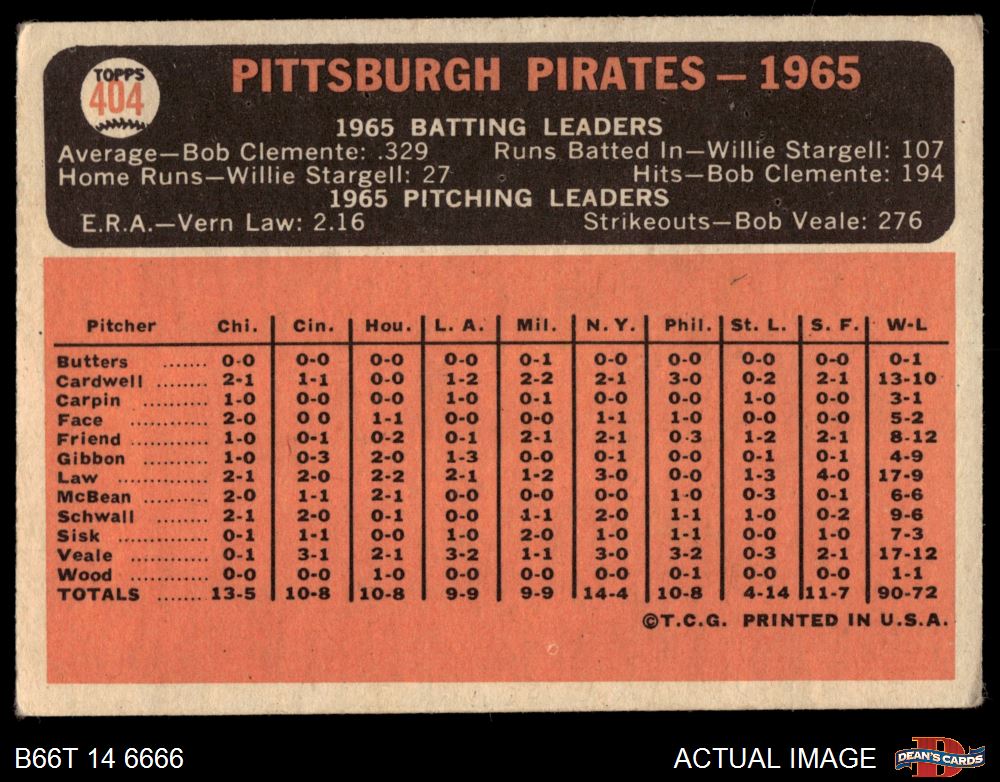 TOPPS
404
PITTSBURGH PIRATES — 1965
1965 BATTING LEADERS
Average—Bob Clemente: .329 Runs Batted In—Willie Stargell: 107
Home Runs—Willie Stargell: 27 Hits—Bob Clemente: 194
1965 PITCHING LEADERS
E.R.A.—Vern Law: 2.16 Strikeouts—Bob Veale: 276
Pitcher Chi. Cin. Hou. L. A. Mil. N. Y. Phil. St. L. S. F. W-L
Butters ....... 0-0 0-0 0-0 0-0 0-1 0-0 0-0 0-0 0-0 0-1
Cardwell ........ 2-1 1-1 0-0 1-2 2-2 2-1 3-0 0-2 2-1 13-10
Carpin .......... 1-0 0-0 0-0 1-0 0-1 0-0 0-0 1-0 0-0 3-1
Face ............ 2-0 0 0 1-1 0-0 0-0 1-1 1-0 0-0 0-0 5-2
Friend .......... 1-0 0-1 0-2 0-1 2-1 2-1 0-3 1-2 2-1 8-12
Gibbon .......... 1-0 0-3 2-0 1-3 0-0 0-1 0-0 0-1 0-1 4-9
Law ............. 2-1 2-0 2-2 2-1 1-2 3-0 0-0 1-3 4-0 17-9
McBean .......... 2-0 1-1 2-1 0-0 0-0 0-0 1-0 0-3 0-1 6-6
Schwall ........ 2-1 2-0 0-1 0-0 1-1 2-0 1-1 1-0 0-2 9-6
Sisk ............ 0-1 1-1 0-0 1-0 2-0 1-0 1-1 0-0 1-0 7-3
Veale ............ 0-1 3-1 2-1 3-2 1-1 3-0 3-2 0-3 2-1 17-12
Wood ............ 0-0 0-0 1-0 0-0 0-0 0-0 0-1 0-0 0-0 1-1
TOTALS ....... 13-5 10-8 10-8 9-9 9-9 14-4 10-8 4-14 11-7 90-72
©T.C.G. PRINTED IN U.S.A.
B66T 14 6666 ACTUAL IMAGE D DEAN'S CARDS